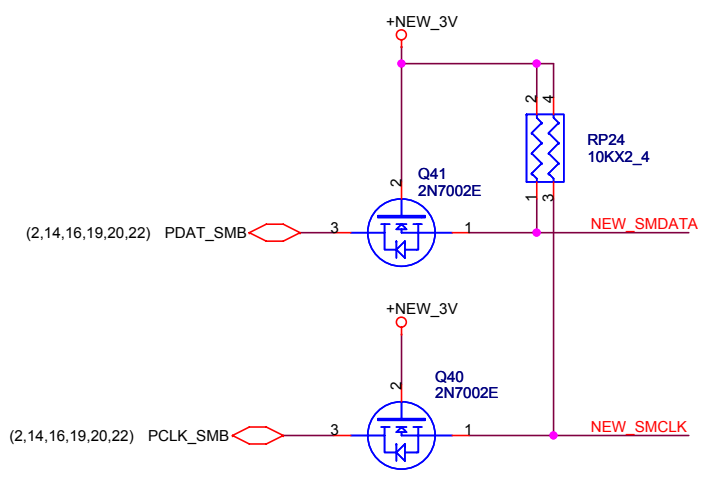 +NEW_3V
2
4
RP24
10KX2_4
Q41
2N7002E
2
1
3
(2,14,16,19,20,22) PDAT_SMB
3
1
NEW_SMDATA
+NEW_3V
Q40
2N7002E
2
(2,14,16,19,20,22) PCLK_SMB
3
1
NEW_SMCLK